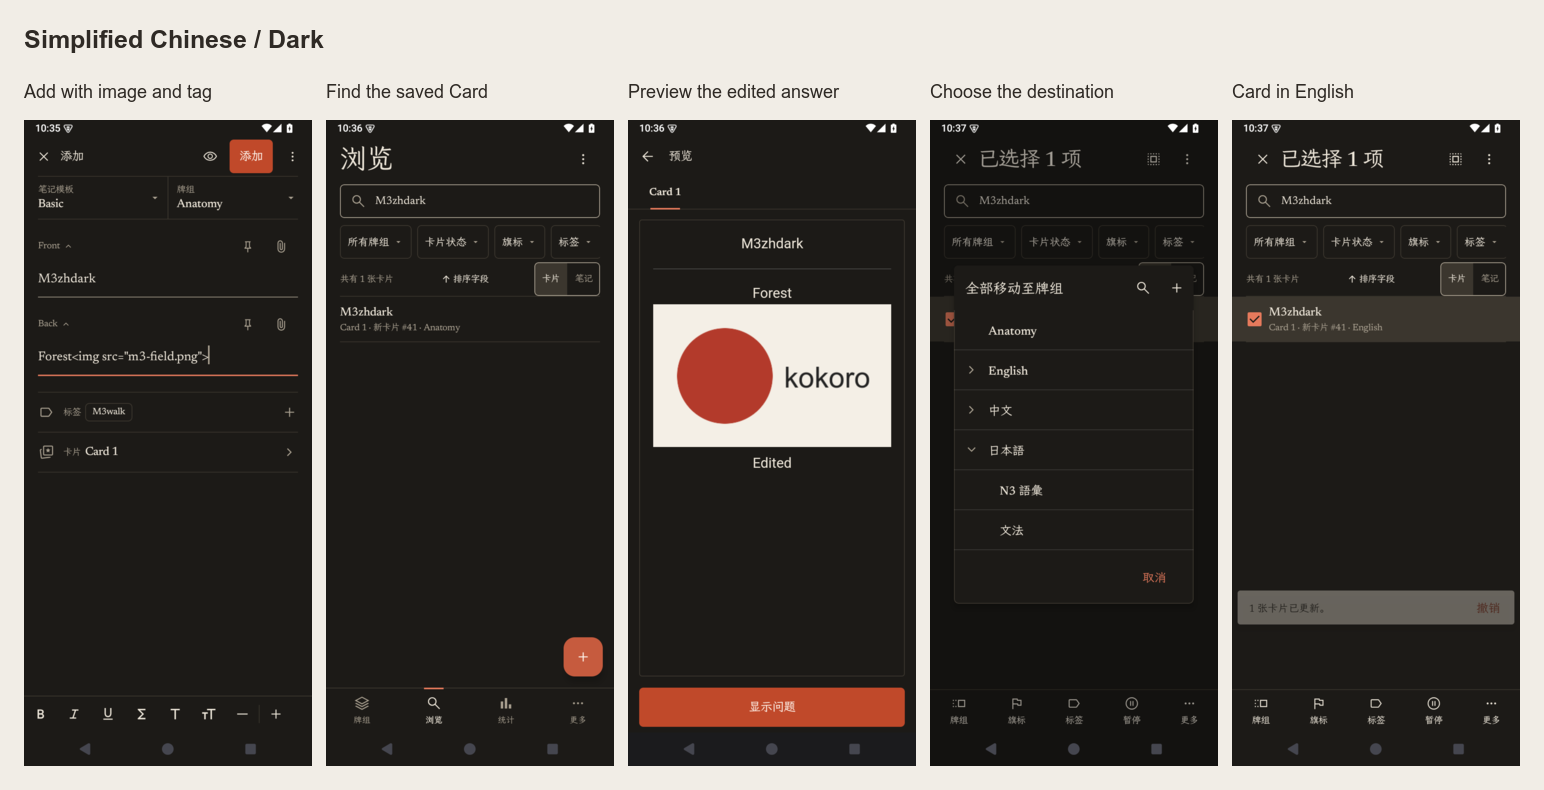 Simplified Chinese / Dark
Add with image and tag
10:35
添加
添加
笔记模板
Basic
牌组
Anatomy
Front
M3zhdark
Back
Forest<img src="m3-field.png">
标签 M3walk
卡片 Card 1
B I U Σ T tT
Find the saved Card
10:36
浏览
M3zhdark
所有牌组 卡片状态 旗标 标签
共有 1 张卡片 排序字段 卡片 笔记
M3zhdark
Card 1 · 新卡片 #41 · Anatomy
牌组 浏览 统计 更多
Preview the edited answer
10:36
预览
Card 1
M3zhdark
Forest
kokoro
Edited
显示问题
Choose the destination
10:37
已选择 1 项
M3zhdark
所有牌组 卡片状态 旗标 标签
共
全部移动至牌组
Anatomy
English
中文
日本語
N3 語彙
文法
取消
牌组 旗标 标签 暂停 更多
Card in English
10:37
已选择 1 项
M3zhdark
所有牌组 卡片状态 旗标 标签
共有 1 张卡片 排序字段 卡片 笔记
M3zhdark
Card 1 · 新卡片 #41 · English
1 张卡片已更新。 撤销
牌组 旗标 标签 暂停 更多